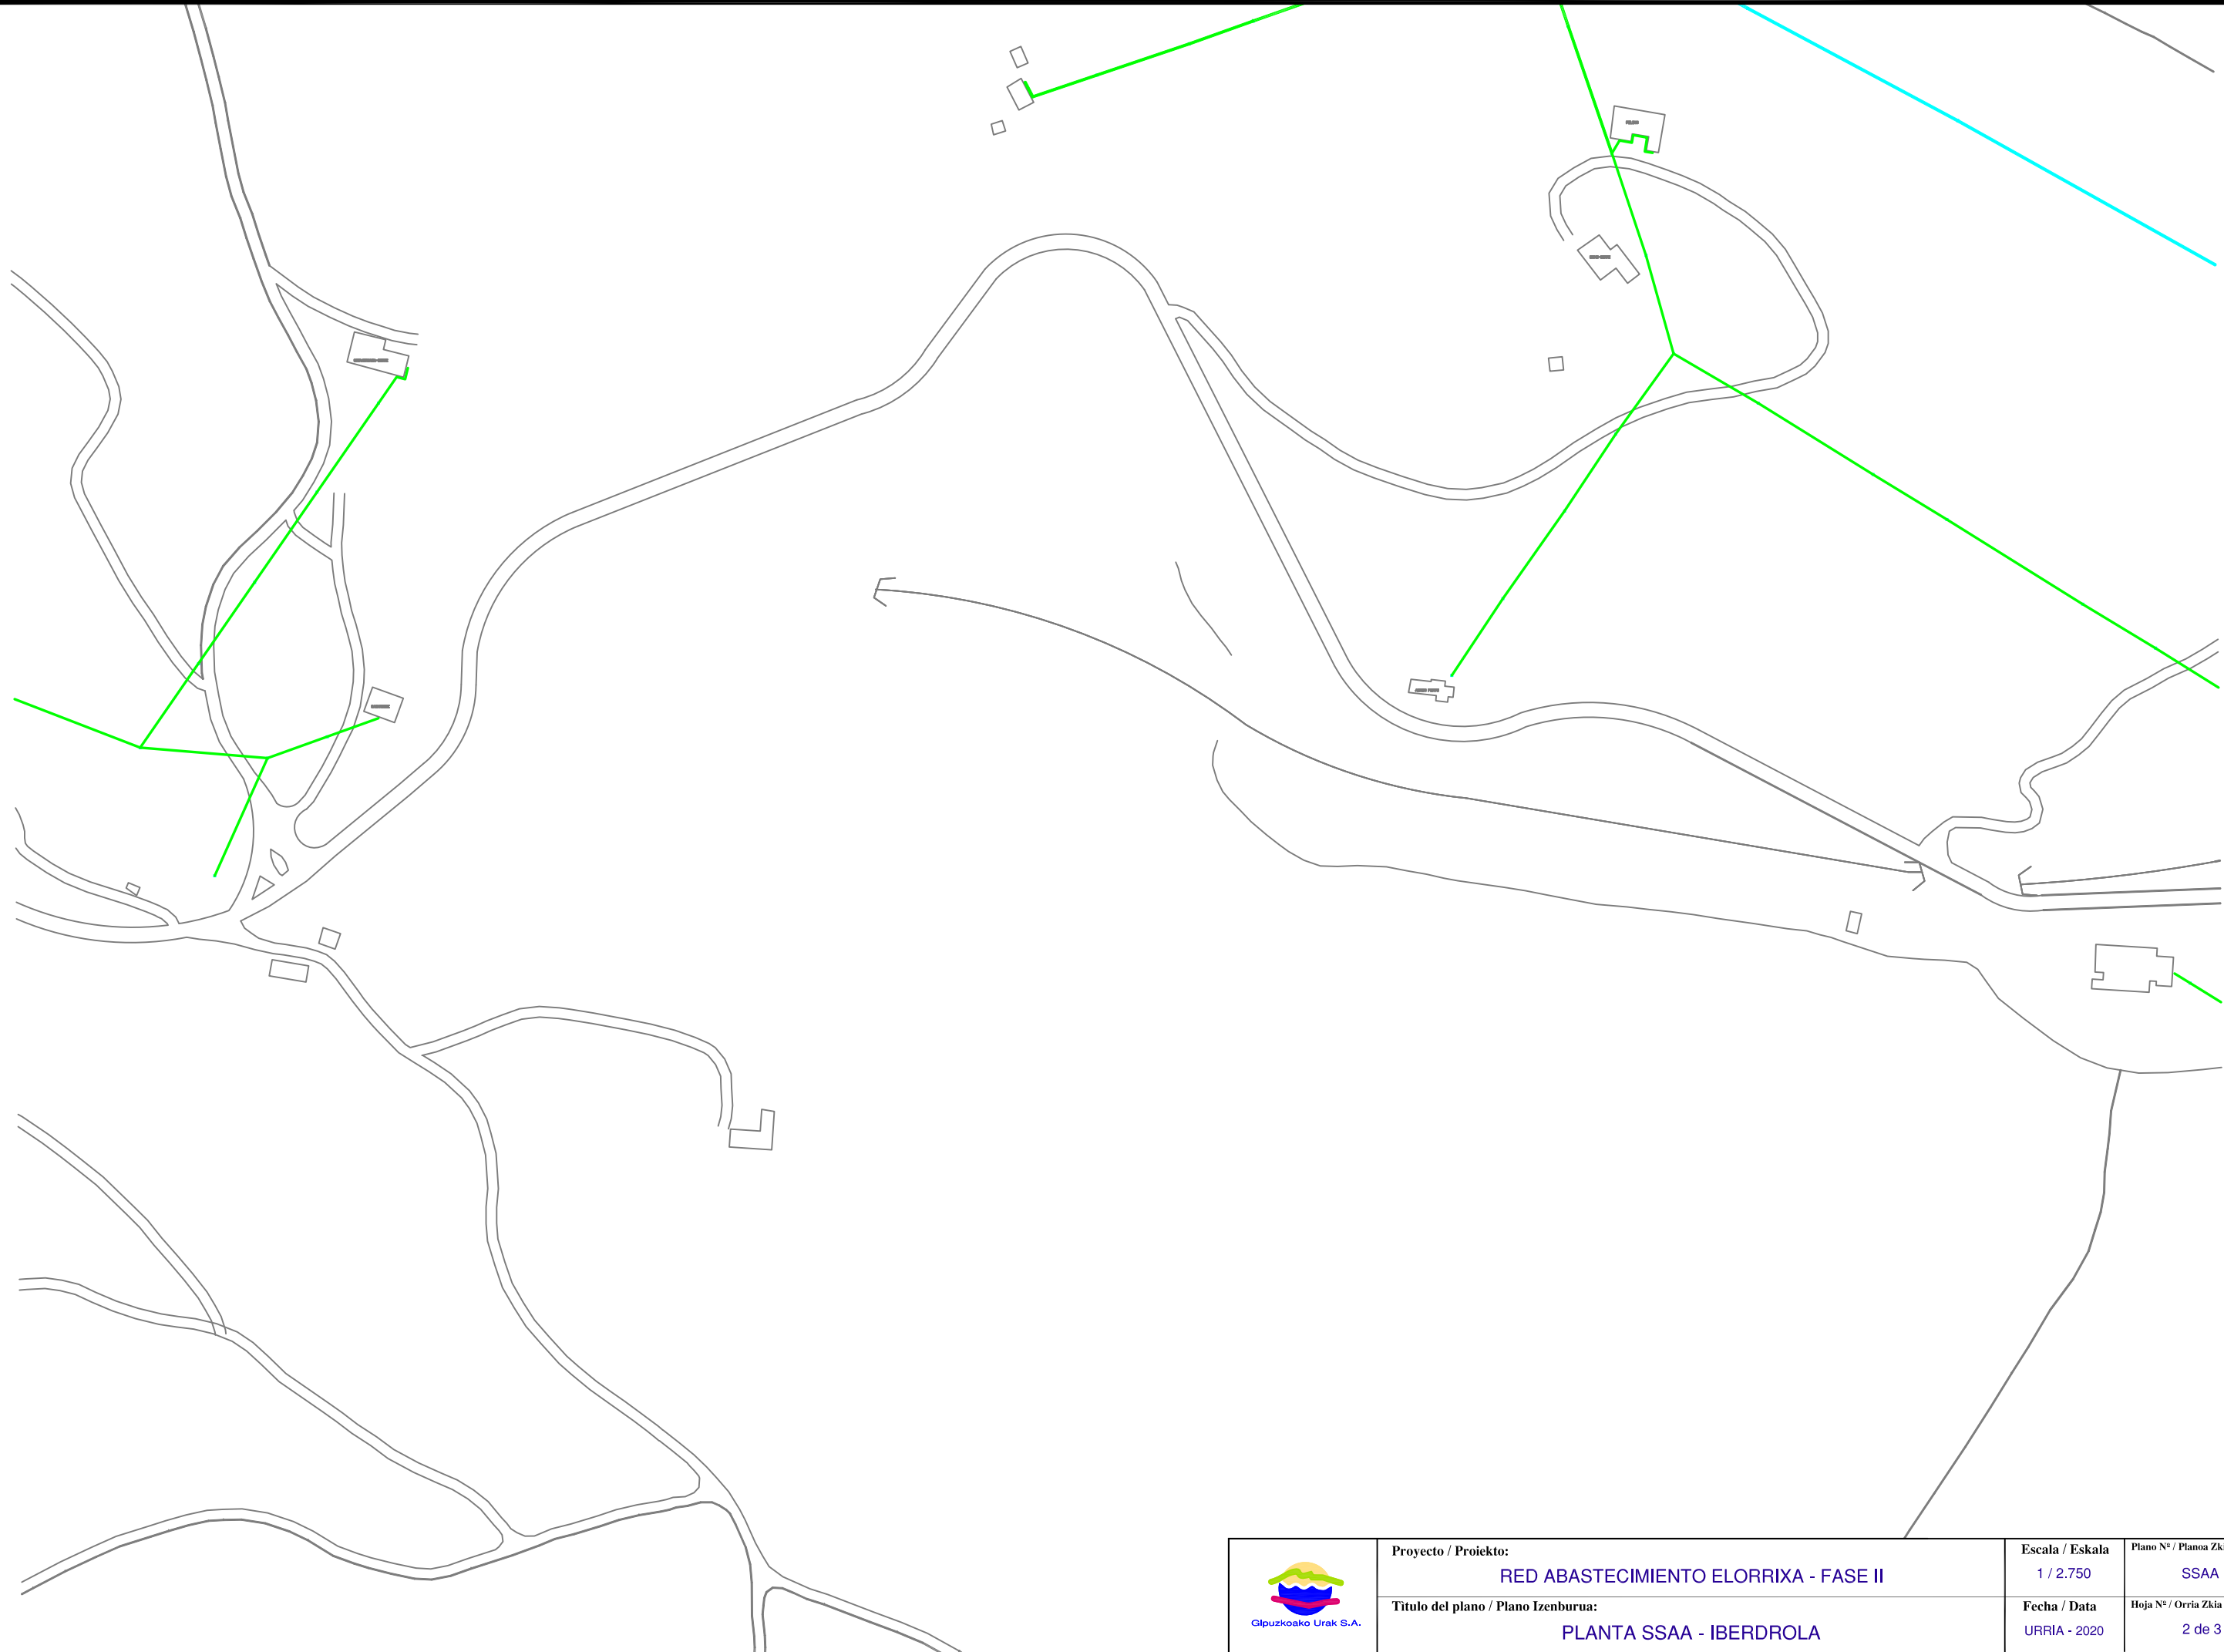 Gipuzkoako Urak S.A.
Proyecto / Proiekto:
RED ABASTECIMIENTO ELORRIXA - FASE II
Titulo del plano / Plano Izenburua:
PLANTA SSAA - IBERDROLA
Escala / Eskala
1 / 2.750
Fecha / Data
URRIA - 2020
Plano Nº / Planoa Zk
SSAA
Hoja Nº / Orria Zkia
2 de 3